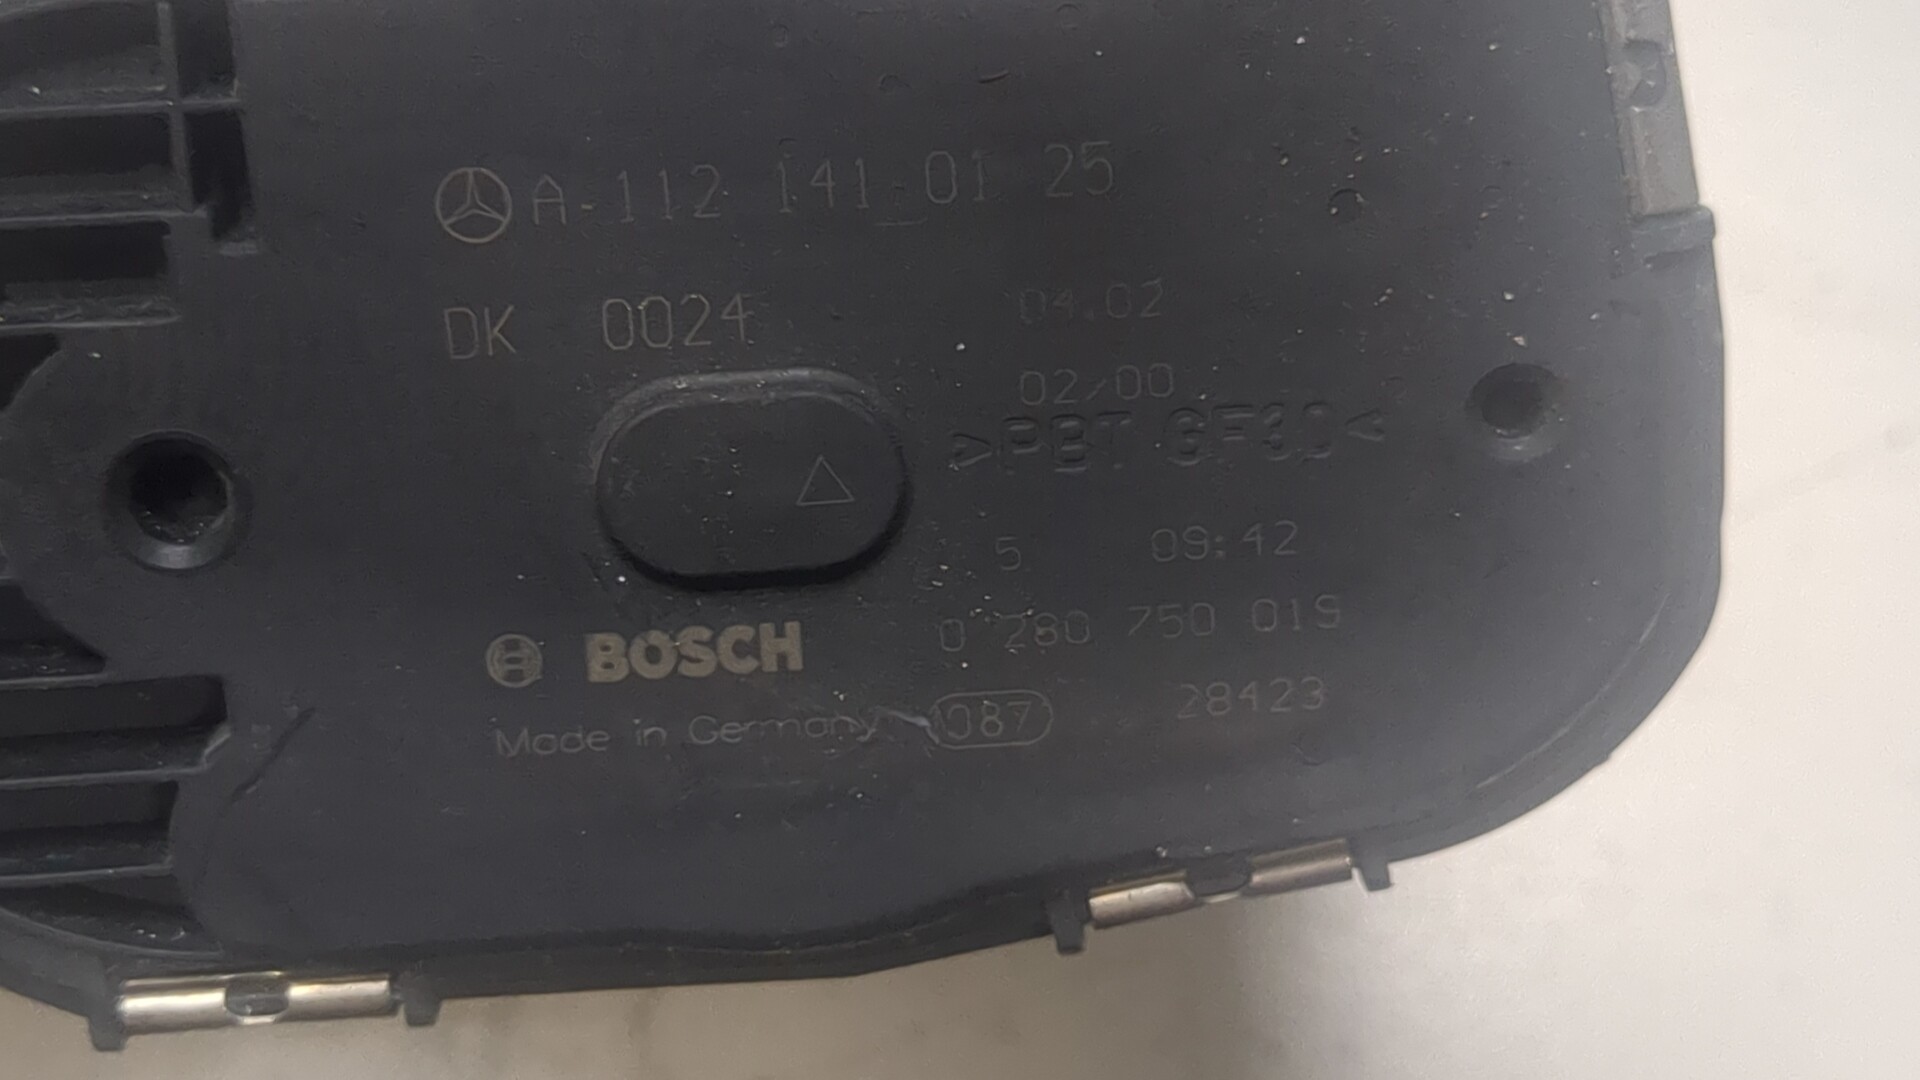 A 112 141 01 25
DK 0024 04.02
02/00
>PBT GF30<
5 09:42
BOSCH 0 280 750 019
Made in Germany 087 28423